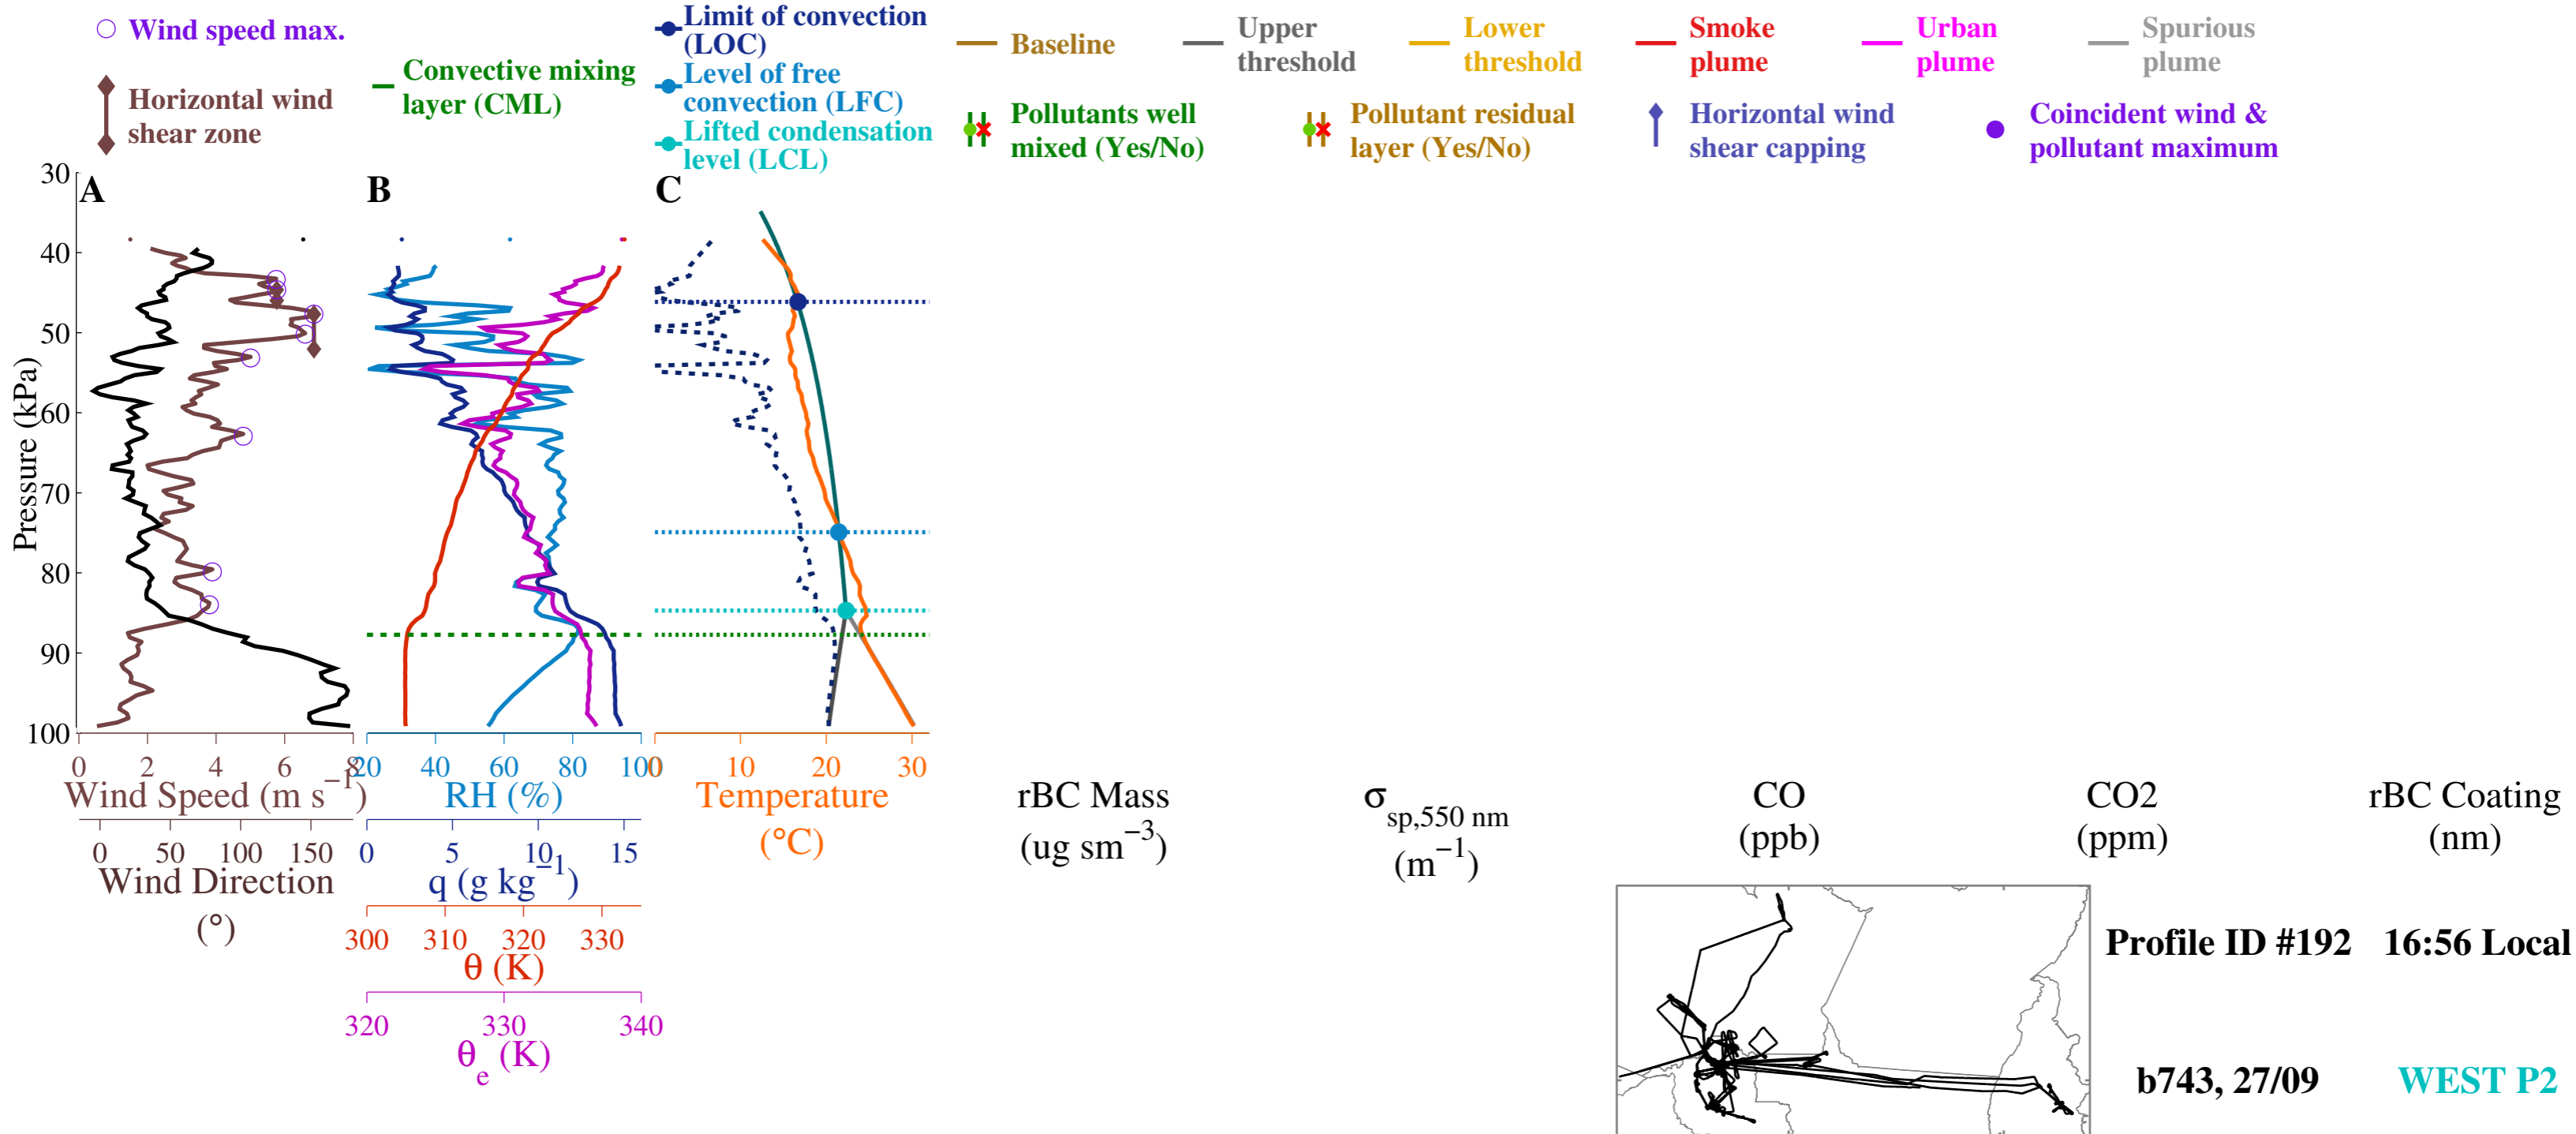 Wind speed max.
Horizontal wind
shear zone
Convective mixing
layer (CML)
Limit of convection
(LOC)
Level of free
convection (LFC)
Lifted condensation
level (LCL)
Baseline
Upper
threshold
Lower
threshold
Smoke
plume
Urban
plume
Spurious
plume
Pollutants well
mixed (Yes/No)
Pollutant residual
layer (Yes/No)
Horizontal wind
shear capping
Coincident wind &
pollutant maximum
A
B
C
Pressure (kPa)
30
40
50
60
70
80
90
100
0 2 4 6 8
Wind Speed (m s−1)
0 50 100 150
Wind Direction
(°)
20 40 60 80 100
RH (%)
0 5 10 15
q (g kg−1)
300 310 320 330
θ (K)
320 330 340
θe (K)
0 10 20 30
Temperature
(°C)
rBC Mass
(ug sm−3)
σsp,550 nm
(m−1)
CO
(ppb)
CO2
(ppm)
rBC Coating
(nm)
Profile ID #192 16:56 Local
b743, 27/09 WEST P2